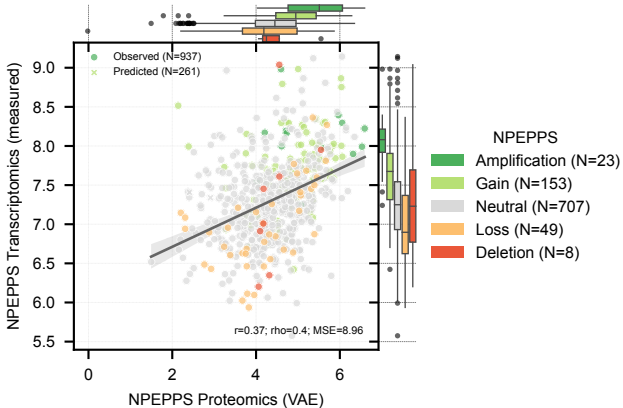 Observed (N=937)
Predicted (N=261)
9.0
8.5
8.0
7.5
7.0
6.5
6.0
5.5
NPEPPS Transcriptomics (measured)
r=0.37; rho=0.4; MSE=8.96
0
2
4
6
NPEPPS Proteomics (VAE)
NPEPPS
Amplification (N=23)
Gain (N=153)
Neutral (N=707)
Loss (N=49)
Deletion (N=8)